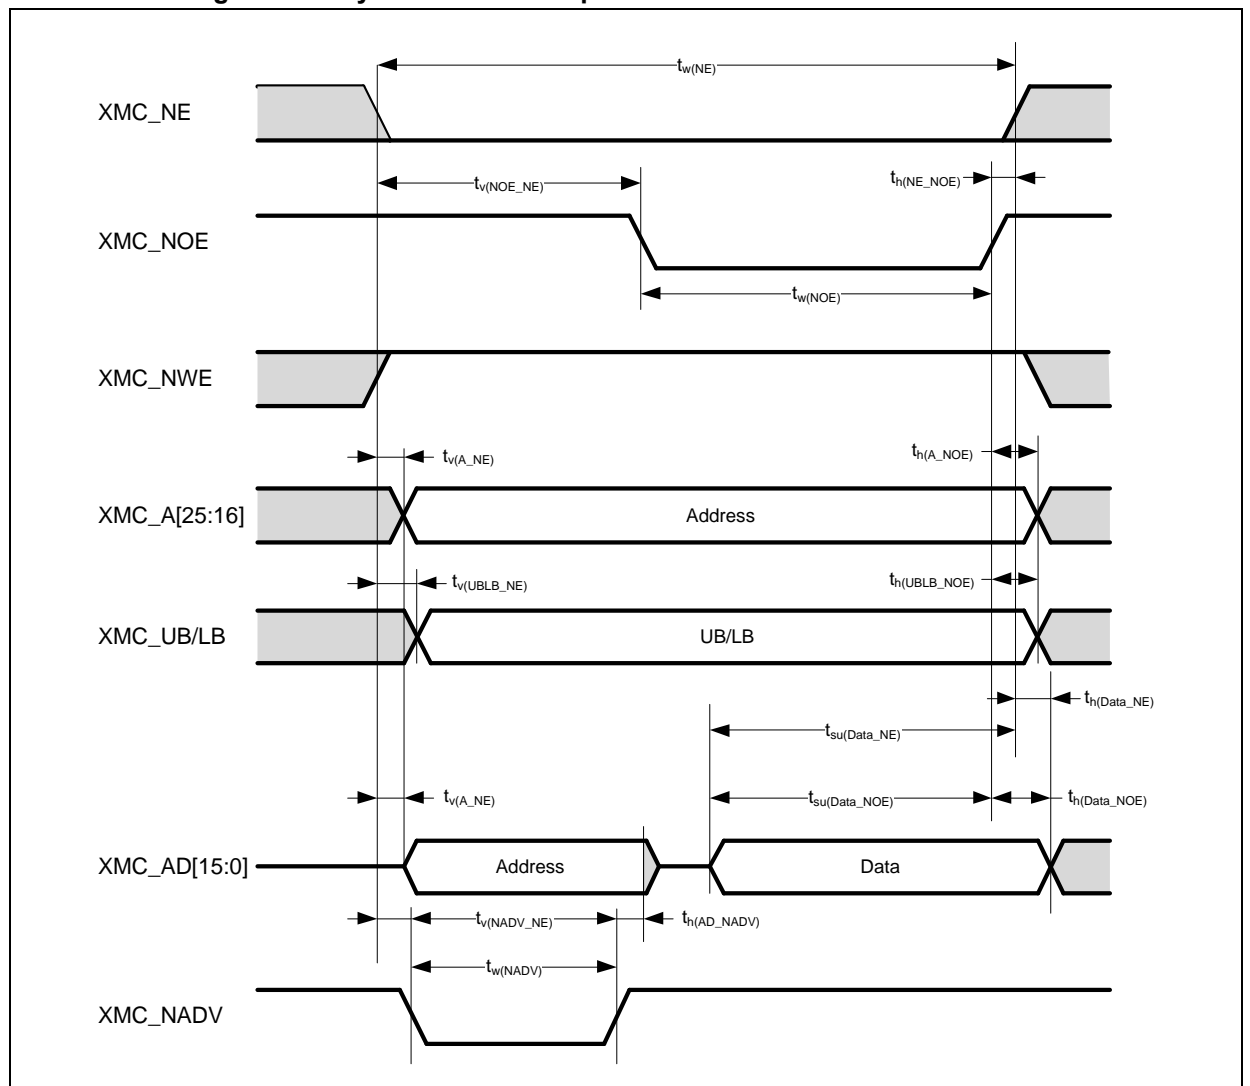 t_w(NE)
XMC_NE
t_v(NOE_NE)
t_h(NE_NOE)
XMC_NOE
t_w(NOE)
XMC_NWE
t_v(A_NE)
t_h(A_NOE)
XMC_A[25:16]
Address
t_v(UBLB_NE)
t_h(UBLB_NOE)
XMC_UB/LB
UB/LB
t_h(Data_NE)
t_su(Data_NE)
t_v(A_NE)
t_su(Data_NOE)
t_h(Data_NOE)
XMC_AD[15:0]
Address
Data
t_v(NADV_NE)
t_h(AD_NADV)
t_w(NADV)
XMC_NADV